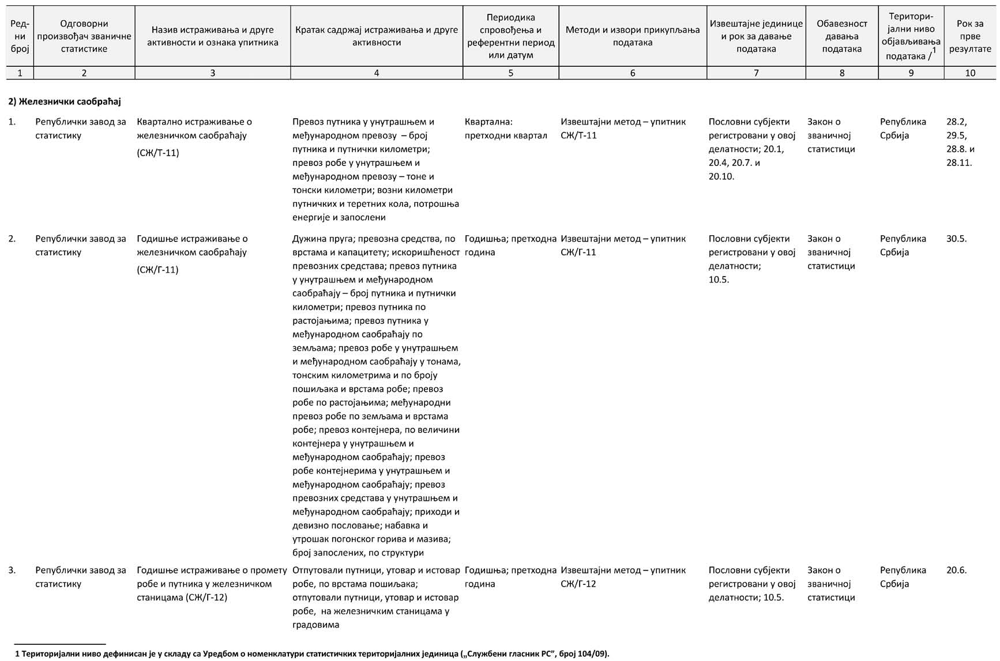 Ред-
ни
број
Одговорни
произвођач званичне
статистике
Назив истраживања и друге
активности и ознака упитника
Кратак садржај истраживања и друге
активности
Периодика
спровођења и
референтни период
или датум
Методи и извори прикупљања
података
Извештајне јединице
и рок за давање
података
Обавезност
давања
података
Територи-
јални ниво
објављивања
података /1
Рок за
прве
резултате
1 2 3 4 5 6 7 8 9 10
2) Железнички саобраћај
1.
Републички завод за
статистику
Квартално истраживање о
железничком саобраћају
(СЖ/Т-11)
Превоз путника у унутрашњем и
међународном превозу – број
путника и путнички километри;
превоз робе у унутрашњем и
међународном превозу – тоне и
тонски километри; возни километри
путничких и теретних кола, потрошња
енергије и запослени
Квартална:
претходни квартал
Извештајни метод – упитник
СЖ/Т-11
Пословни субјекти
регистровани у овој
делатности; 20.1,
20.4, 20.7. и
20.10.
Закон о
званичној
статистици
Република
Србија
28.2,
29.5,
28.8. и
28.11.
2.
Републички завод за
статистику
Годишње истраживање о
железничком саобраћају
(СЖ/Г-11)
Дужина пруга; превозна средства, по
врстама и капацитету; искоришћеност
превозних средстава; превоз путника
у унутрашњем и међународном
саобраћају – број путника и путнички
километри; превоз путника по
растојањима; превоз путника у
међународном саобраћају по
земљама; превоз робе у унутрашњем
и међународном саобраћају у тонама,
тонским километрима и по броју
пошиљака и врстама робе; превоз
робе по растојањима; међународни
превоз робе по земљама и врстама
робе; превоз контејнера, по величини
контејнера у унутрашњем и
међународном саобраћају; превоз
робе контејнерима у унутрашњем и
међународном саобраћају; превоз
превозних средстава у унутрашњем и
међународном саобраћају; приходи и
девизно пословање; набавка и
утрошак погонског горива и мазива;
број запослених, по структури
Годишња; претходна
година
Извештајни метод – упитник
СЖ/Г-11
Пословни субјекти
регистровани у овој
делатности;
10.5.
Закон о
званичној
статистици
Република
Србија
30.5.
3.
Републички завод за
статистику
Годишње истраживање о промету
робе и путника у железничком
станицама (СЖ/Г-12)
Отпутовали путници, утовар и истовар
робе, по врстама пошиљака;
отпутовали путници, утовар и истовар
робе, на железничким станицама у
градовима
Годишња; претходна
година
Извештајни метод – упитник
СЖ/Г-12
Пословни субјекти
регистровани у овој
делатности; 10.5.
Закон о
званичној
статистици
Република
Србија
20.6.
1 Територијални ниво дефинисан је у складу са Уредбом о номенклатури статистичких територијалних јединица („Службени гласник РС”, број 104/09).